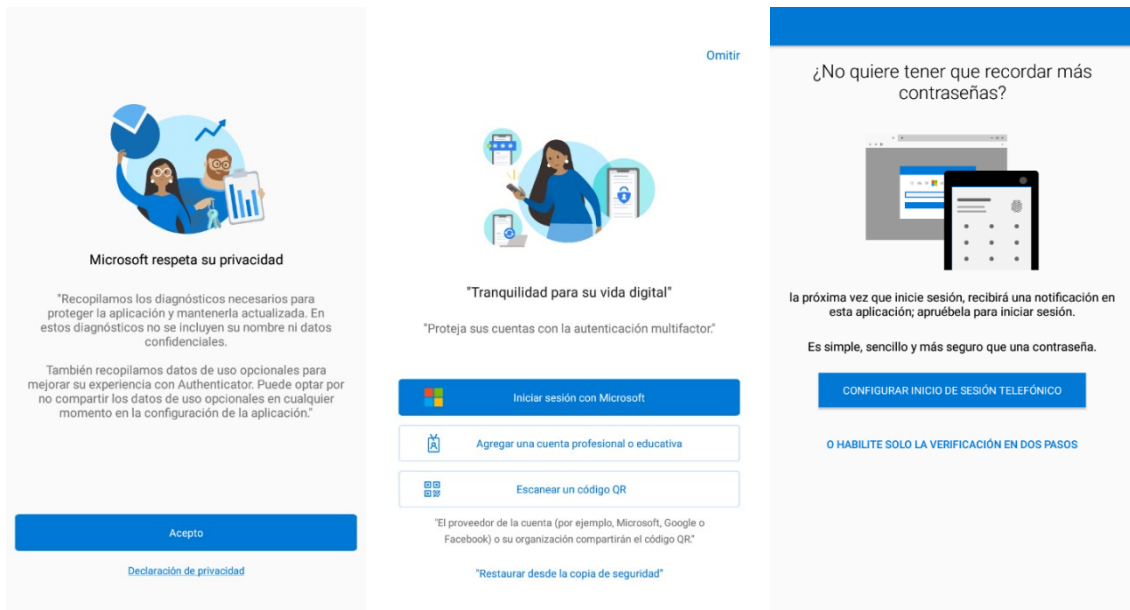 Microsoft respeta su privacidad
"Recopilamos los diagnósticos necesarios para
proteger la aplicación y mantenerla actualizada. En
estos diagnósticos no se incluyen su nombre ni datos
confidenciales.
También recopilamos datos de uso opcionales para
mejorar su experiencia con Authenticator. Puede optar por
no compartir los datos de uso opcionales en cualquier
momento en la configuración de la aplicación."
Acepto
Declaración de privacidad
Omitir
"Tranquilidad para su vida digital"
"Proteja sus cuentas con la autenticación multifactor."
Iniciar sesión con Microsoft
Agregar una cuenta profesional o educativa
Escanear un código QR
"El proveedor de la cuenta (por ejemplo, Microsoft, Google o
Facebook) o su organización compartirán el código QR."
"Restaurar desde la copia de seguridad"
¿No quiere tener que recordar más
contraseñas?
la próxima vez que inicie sesión, recibirá una notificación en
esta aplicación; apruébela para iniciar sesión.
Es simple, sencillo y más seguro que una contraseña.
CONFIGURAR INICIO DE SESIÓN TELEFÓNICO
O HABILITE SOLO LA VERIFICACIÓN EN DOS PASOS